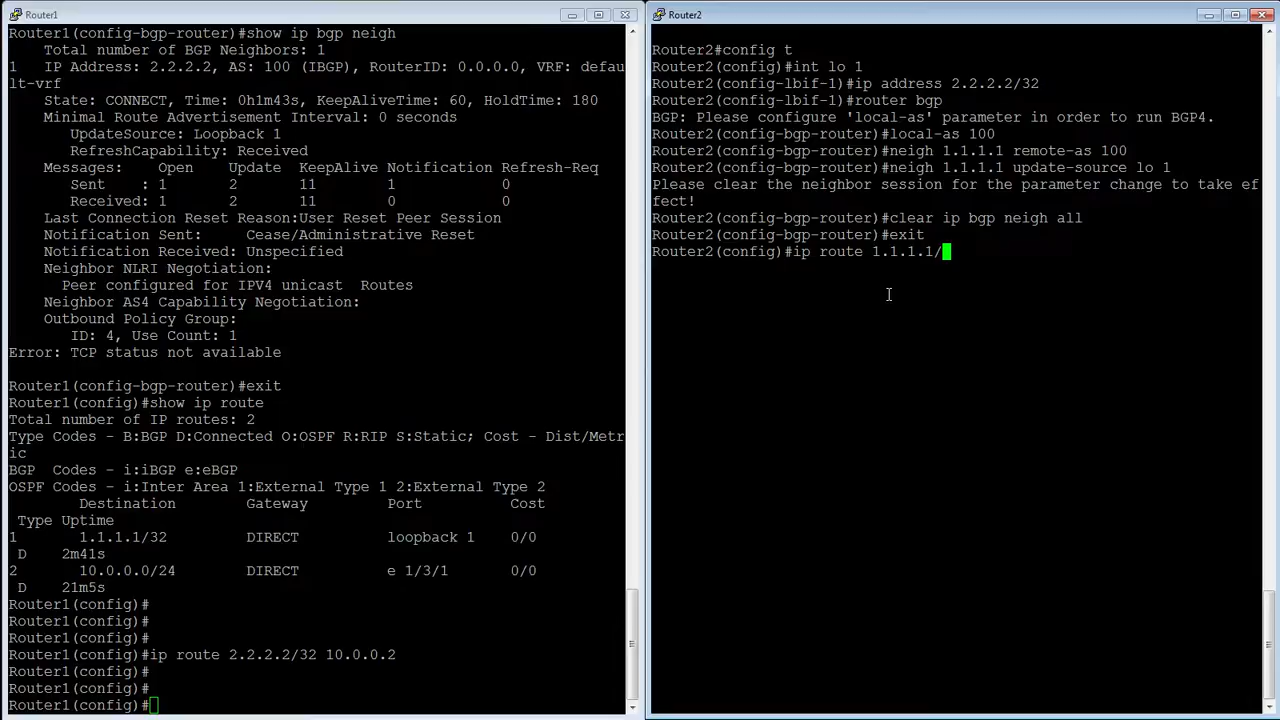 Router1
Router1(config-bgp-router)#show ip bgp neigh
Total number of BGP Neighbors: 1
1 IP Address: 2.2.2.2, AS: 100 (IBGP), RouterID: 0.0.0.0, VRF: defau
lt-vrf
State: CONNECT, Time: 0h1m43s, KeepAliveTime: 60, HoldTime: 180
Minimal Route Advertisement Interval: 0 seconds
UpdateSource: Loopback 1
RefreshCapability: Received
Messages: Open Update KeepAlive Notification Refresh-Req
Sent : 1 2 11 1 0
Received: 1 2 11 0 0
Last Connection Reset Reason:User Reset Peer Session
Notification Sent: Cease/Administrative Reset
Notification Received: Unspecified
Neighbor NLRI Negotiation:
Peer configured for IPV4 unicast Routes
Neighbor AS4 Capability Negotiation:
Outbound Policy Group:
ID: 4, Use Count: 1
Error: TCP status not available
Router1(config-bgp-router)#exit
Router1(config)#show ip route
Total number of IP routes: 2
Type Codes - B:BGP D:Connected O:OSPF R:RIP S:Static; Cost - Dist/Metr
ic
BGP Codes - i:iBGP e:eBGP
OSPF Codes - i:Inter Area 1:External Type 1 2:External Type 2
Destination Gateway Port Cost
Type Uptime
1 1.1.1.1/32 DIRECT loopback 1 0/0
D 2m41s
2 10.0.0.0/24 DIRECT e 1/3/1 0/0
D 21m5s
Router1(config)#
Router1(config)#
Router1(config)#
Router1(config)#ip route 2.2.2.2/32 10.0.0.2
Router1(config)#
Router1(config)#
Router1(config)#
Router2
Router2#config t
Router2(config)#int lo 1
Router2(config-lbif-1)#ip address 2.2.2.2/32
Router2(config-lbif-1)#router bgp
BGP: Please configure 'local-as' parameter in order to run BGP4.
Router2(config-bgp-router)#local-as 100
Router2(config-bgp-router)#neigh 1.1.1.1 remote-as 100
Router2(config-bgp-router)#neigh 1.1.1.1 update-source lo 1
Please clear the neighbor session for the parameter change to take ef
fect!
Router2(config-bgp-router)#clear ip bgp neigh all
Router2(config-bgp-router)#exit
Router2(config)#ip route 1.1.1.1/